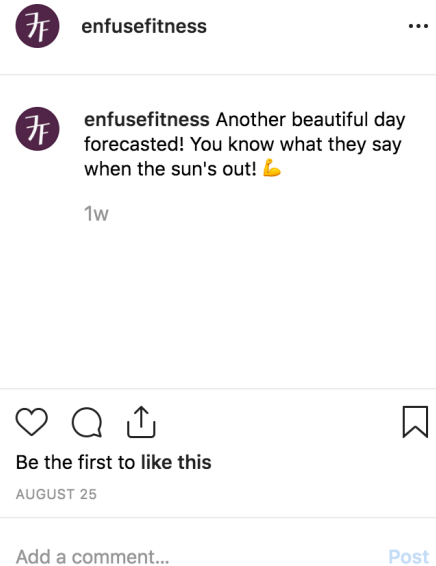 enfusefitness
enfusefitness Another beautiful day
forecasted! You know what they say
when the sun's out! 💪
1w
Be the first to like this
AUGUST 25
Add a comment...
Post